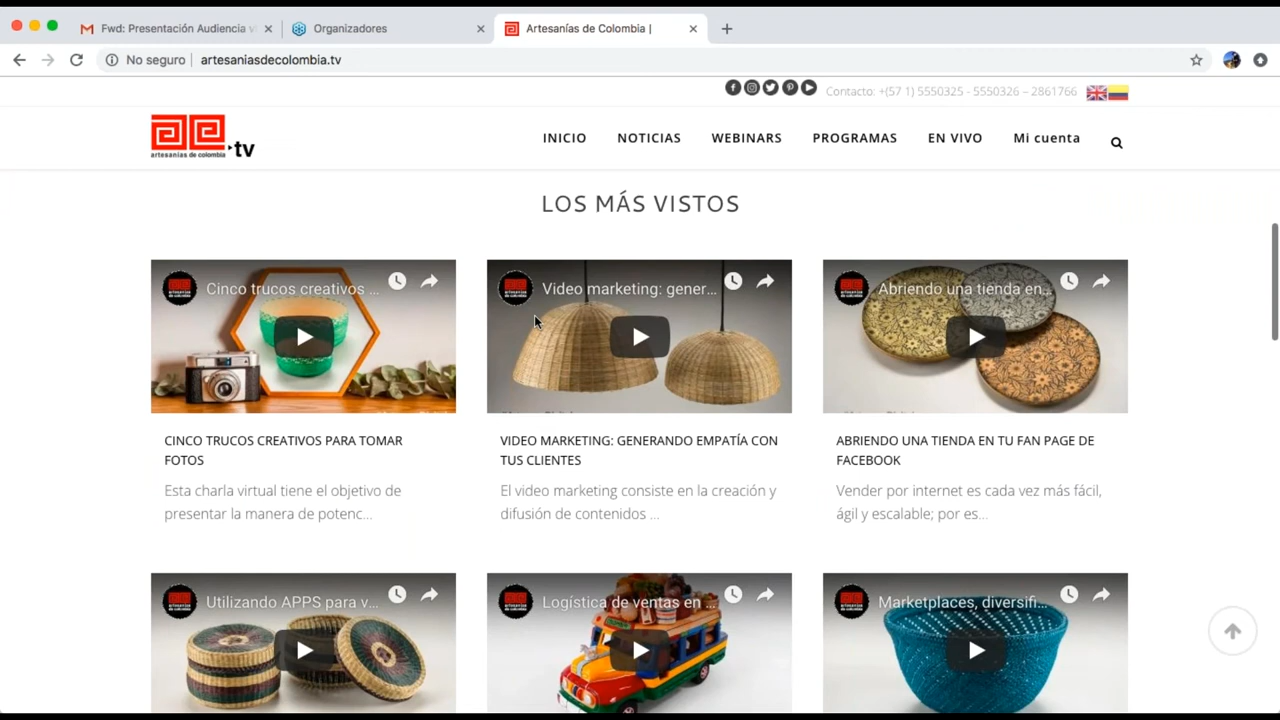 Fwd: Presentación Audiencia vi
Organizadores
Artesanías de Colombia |
No seguro | artesaniasdecolombia.tv
Contacto: +(57 1) 5550325 - 5550326 – 2861766
artesanías de colombia
tv
INICIO NOTICIAS WEBINARS PROGRAMAS EN VIVO Mi cuenta
LOS MÁS VISTOS
Cinco trucos creativos ...
Video marketing: gener...
Abriendo una tienda en...
CINCO TRUCOS CREATIVOS PARA TOMAR
FOTOS
Esta charla virtual tiene el objetivo de
presentar la manera de potenc...
VIDEO MARKETING: GENERANDO EMPATÍA CON
TUS CLIENTES
El video marketing consiste en la creación y
difusión de contenidos ...
ABRIENDO UNA TIENDA EN TU FAN PAGE DE
FACEBOOK
Vender por internet es cada vez más fácil,
ágil y escalable; por es...
Utilizando APPS para v...
Logística de ventas en ...
Marketplaces, diversifi...